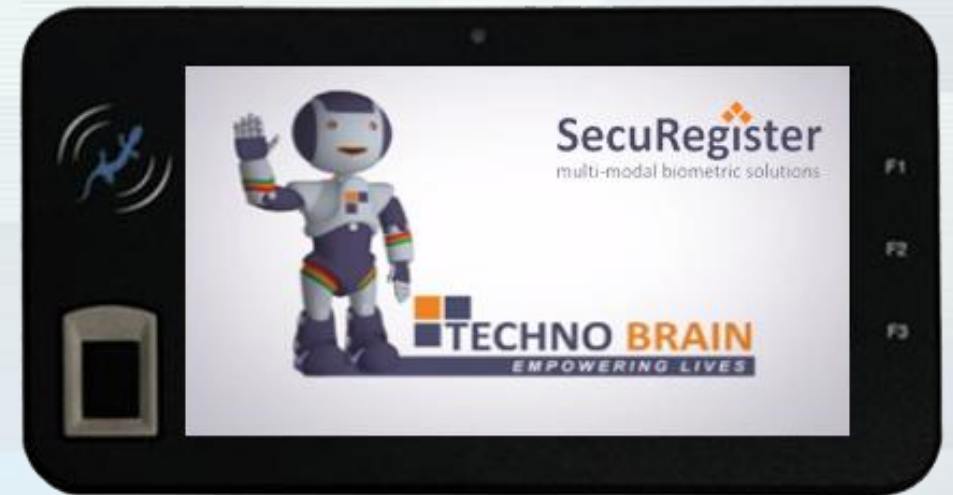 SecuRegister
multi-modal biometric solutions
F1
F2
F3
TECHNO BRAIN
EMPOWERING LIVES